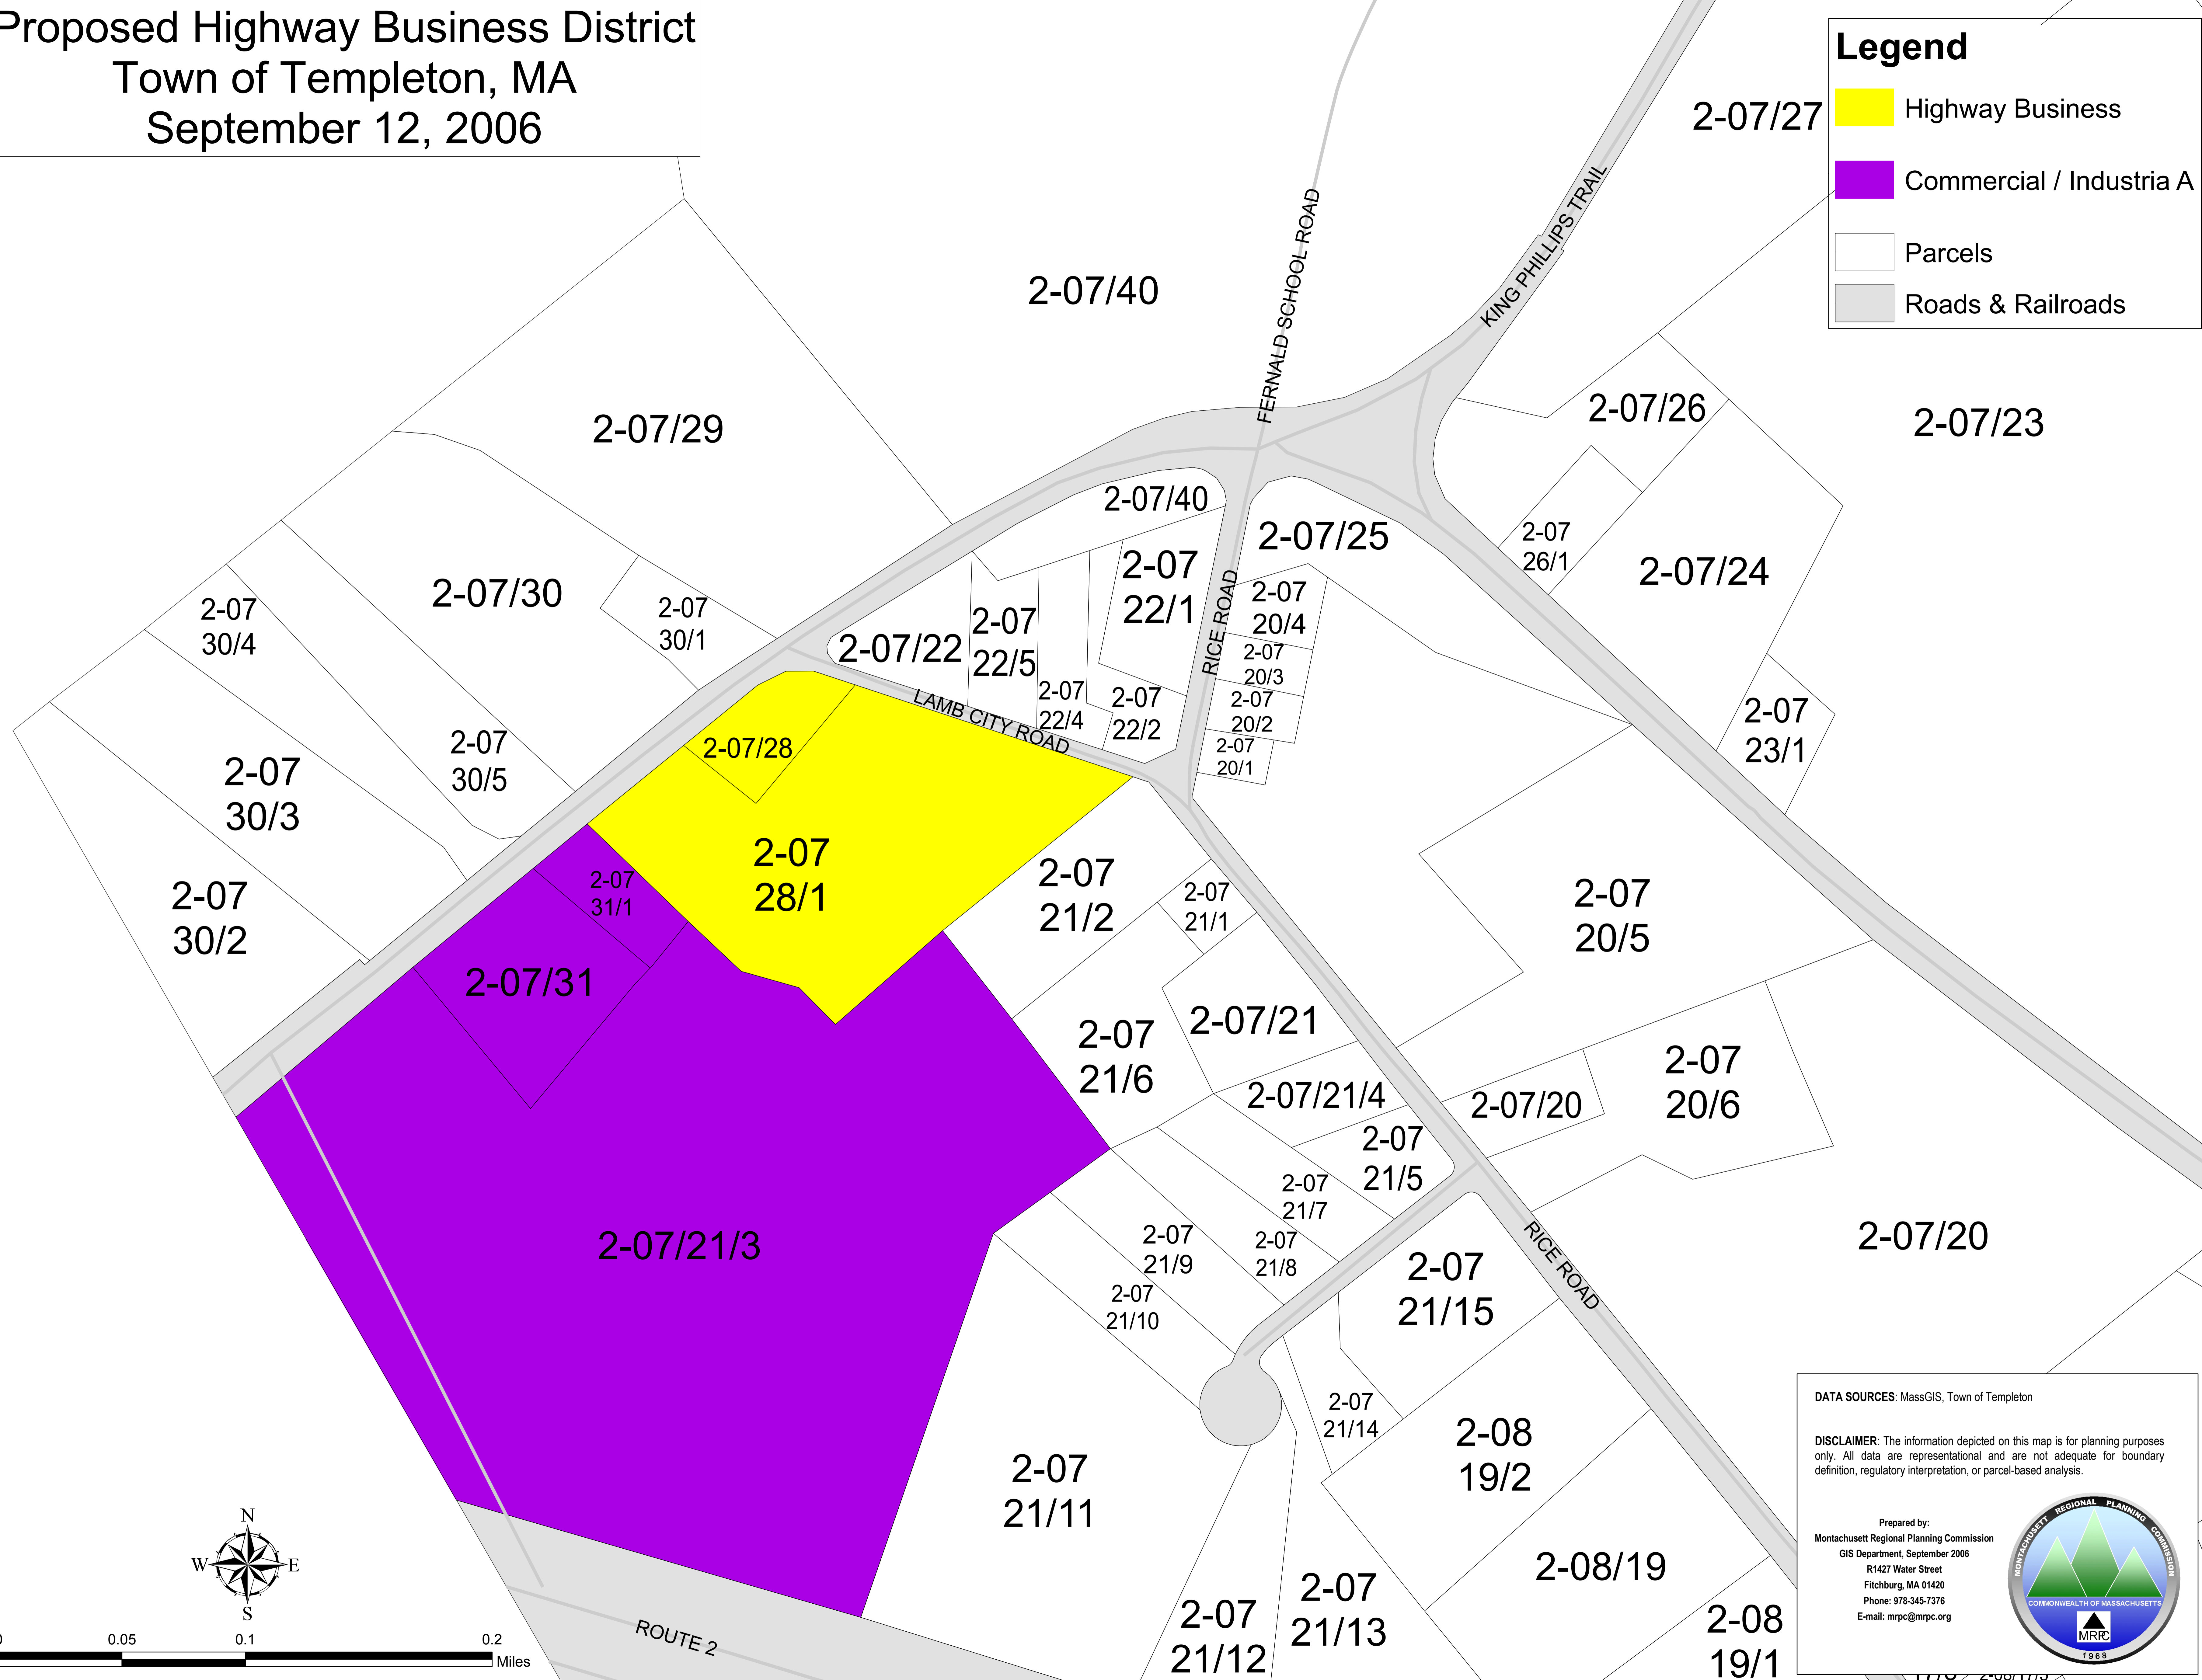 Proposed Highway Business District
Town of Templeton, MA
September 12, 2006
Legend
Highway Business
Commercial / Industria A
Parcels
Roads & Railroads
2-07/27
2-07/40
FERNALD SCHOOL ROAD
KING PHILLIPS TRAIL
2-07/29
2-07/26
2-07/23
2-07/40
2-07/25
2-07
26/1
2-07/24
2-07
22/1
RICE ROAD
2-07
20/4
2-07
20/3
2-07
20/2
2-07
20/1
2-07/30
2-07
30/1
2-07
30/4
2-07/22
2-07
22/5
2-07
22/4
2-07
22/2
LAMB CITY ROAD
2-07
23/1
2-07
30/5
2-07
30/3
2-07/28
2-07
28/1
2-07
31/1
2-07
30/2
2-07/31
2-07
21/2
2-07
21/1
2-07
20/5
2-07/21
2-07
21/6
2-07/21/4
2-07/20
2-07
20/6
2-07
21/5
2-07
21/7
2-07
21/8
2-07
21/9
2-07
21/10
2-07/21/3
2-07
21/15
RICE ROAD
2-07/20
2-07
21/14
2-08
19/2
2-07
21/11
2-08/19
2-07
21/13
2-07
21/12
2-08
19/1
ROUTE 2
N
W
E
S
0
0.05
0.1
0.2
Miles
DATA SOURCES: MassGIS, Town of Templeton
DISCLAIMER: The information depicted on this map is for planning purposes
only. All data are representational and are not adequate for boundary
definition, regulatory interpretation, or parcel-based analysis.
Prepared by:
Montachusett Regional Planning Commission
GIS Department, September 2006
R1427 Water Street
Fitchburg, MA 01420
Phone: 978-345-7376
E-mail: mrpc@mrpc.org
MONTACHUSETT REGIONAL PLANNING COMMISSION
COMMONWEALTH OF MASSACHUSETTS
MRPC
1968